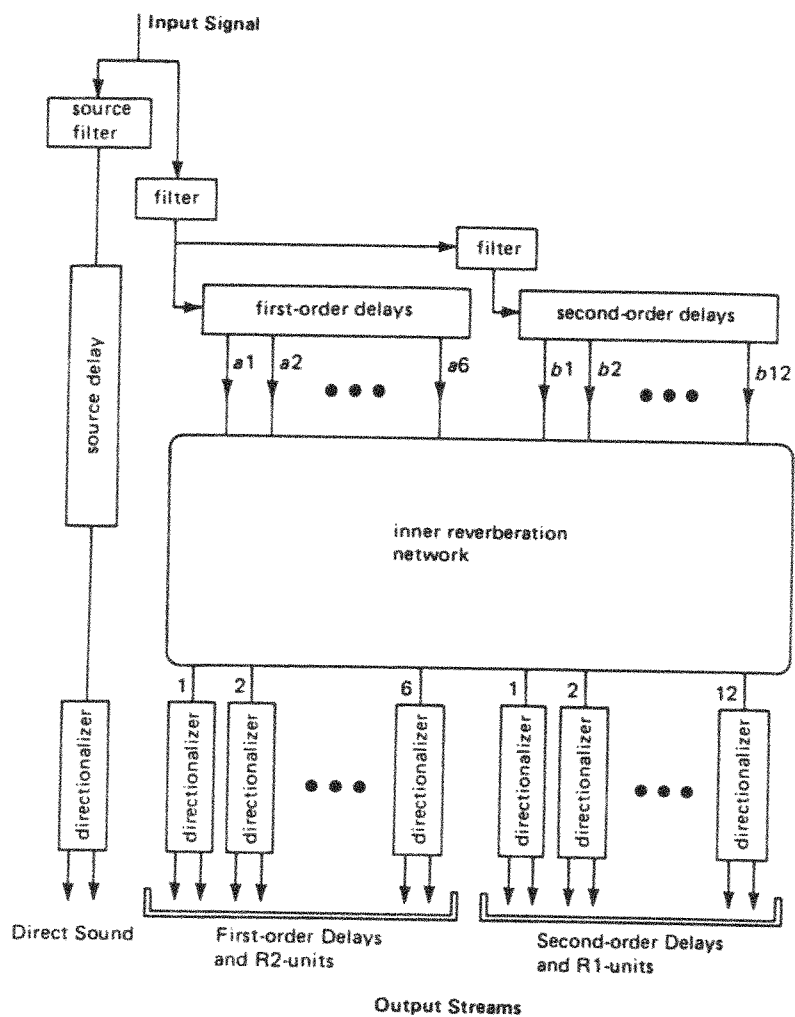 Input Signal
source
filter
filter
filter
first-order delays
second-order delays
a1
a2
a6
b1
b2
b12
source delay
inner reverberation
network
1
2
6
1
2
12
directionalizer
directionalizer
directionalizer
directionalizer
directionalizer
directionalizer
directionalizer
Direct Sound
First-order Delays
and R2-units
Second-order Delays
and R1-units
Output Streams